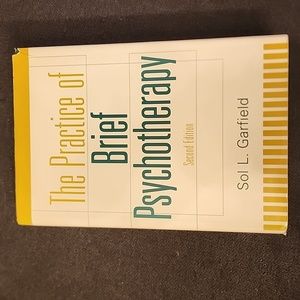 The Practice of
Brief
Psychotherapy
Second Edition
Sol L. Garfield